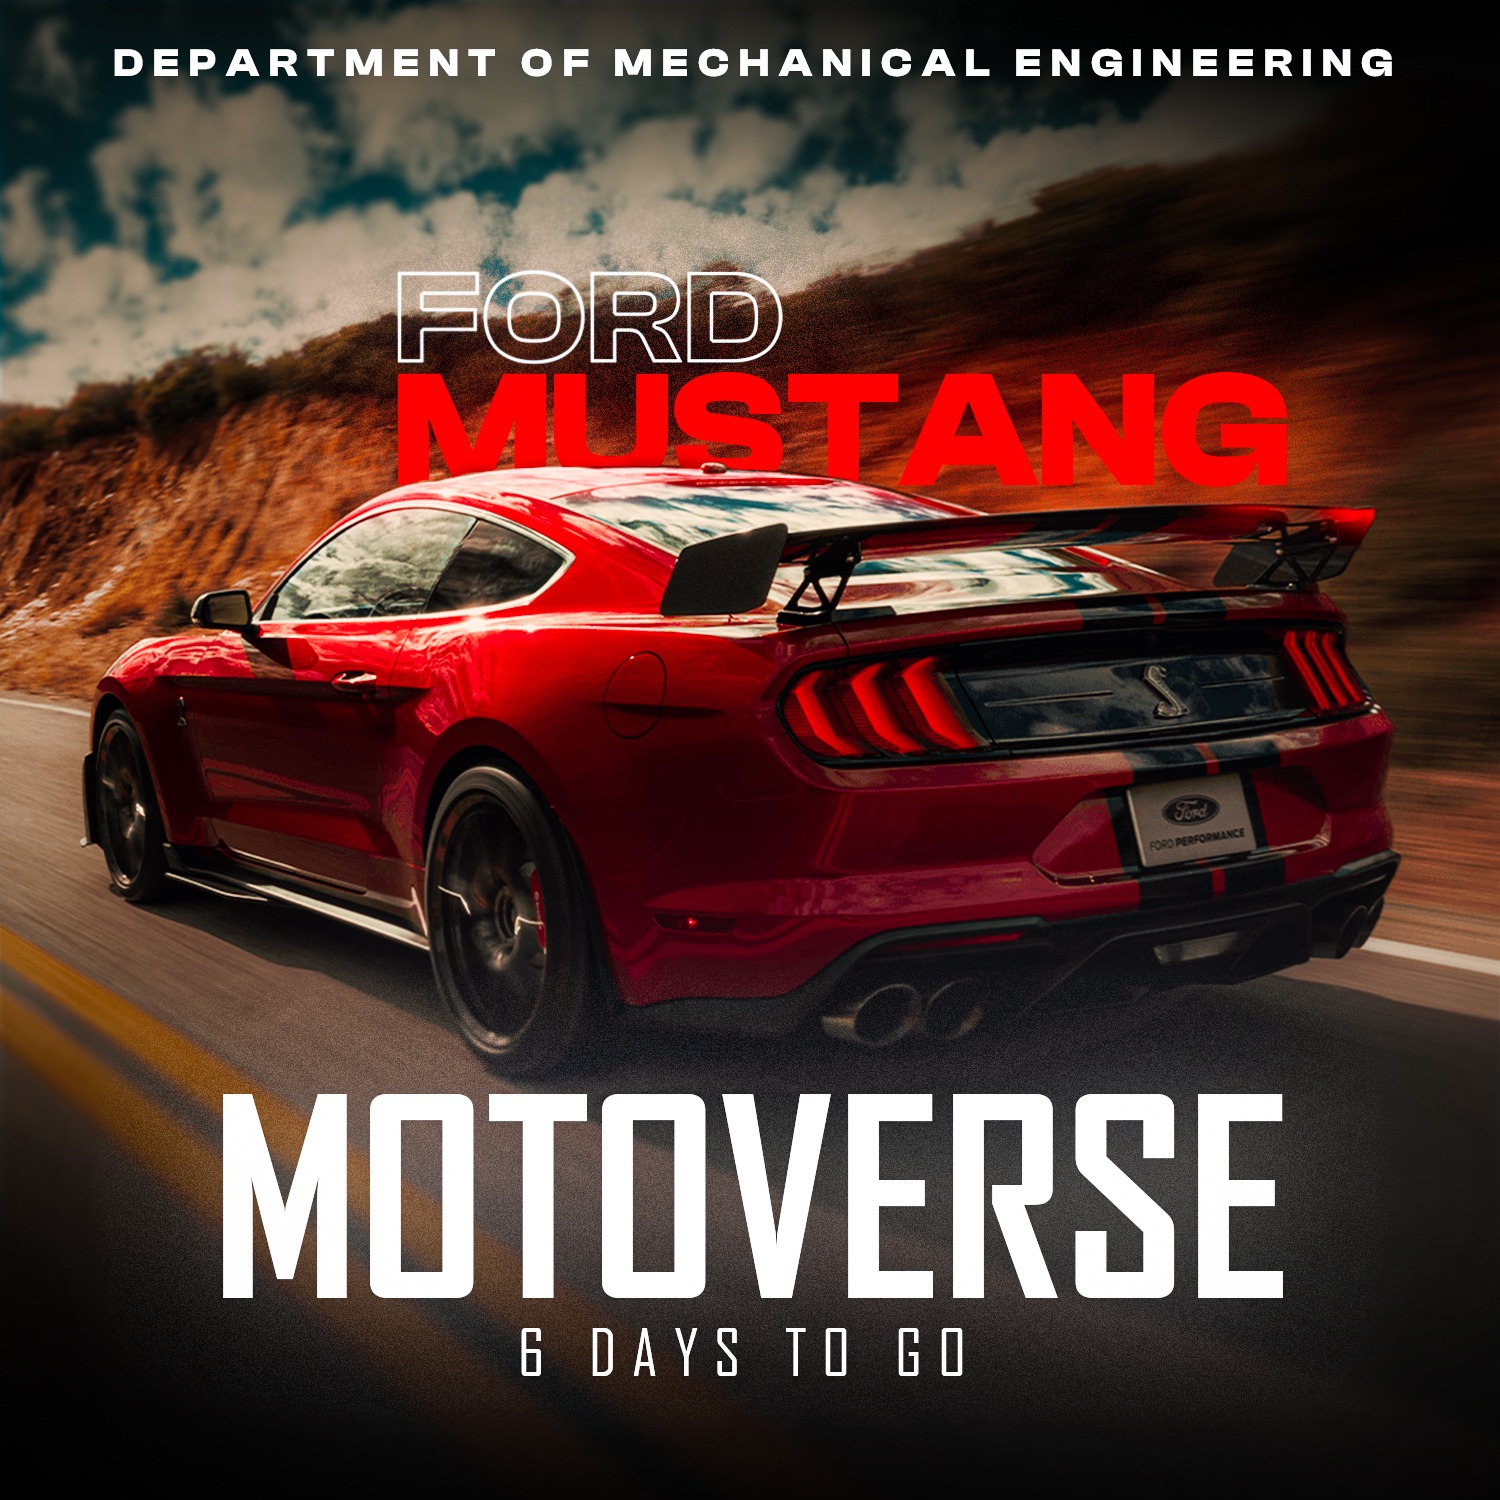 DEPARTMENT OF MECHANICAL ENGINEERING
FORD
MUSTANG
Ford
FORD PERFORMANCE
MOTOVERSE
6 DAYS TO GO